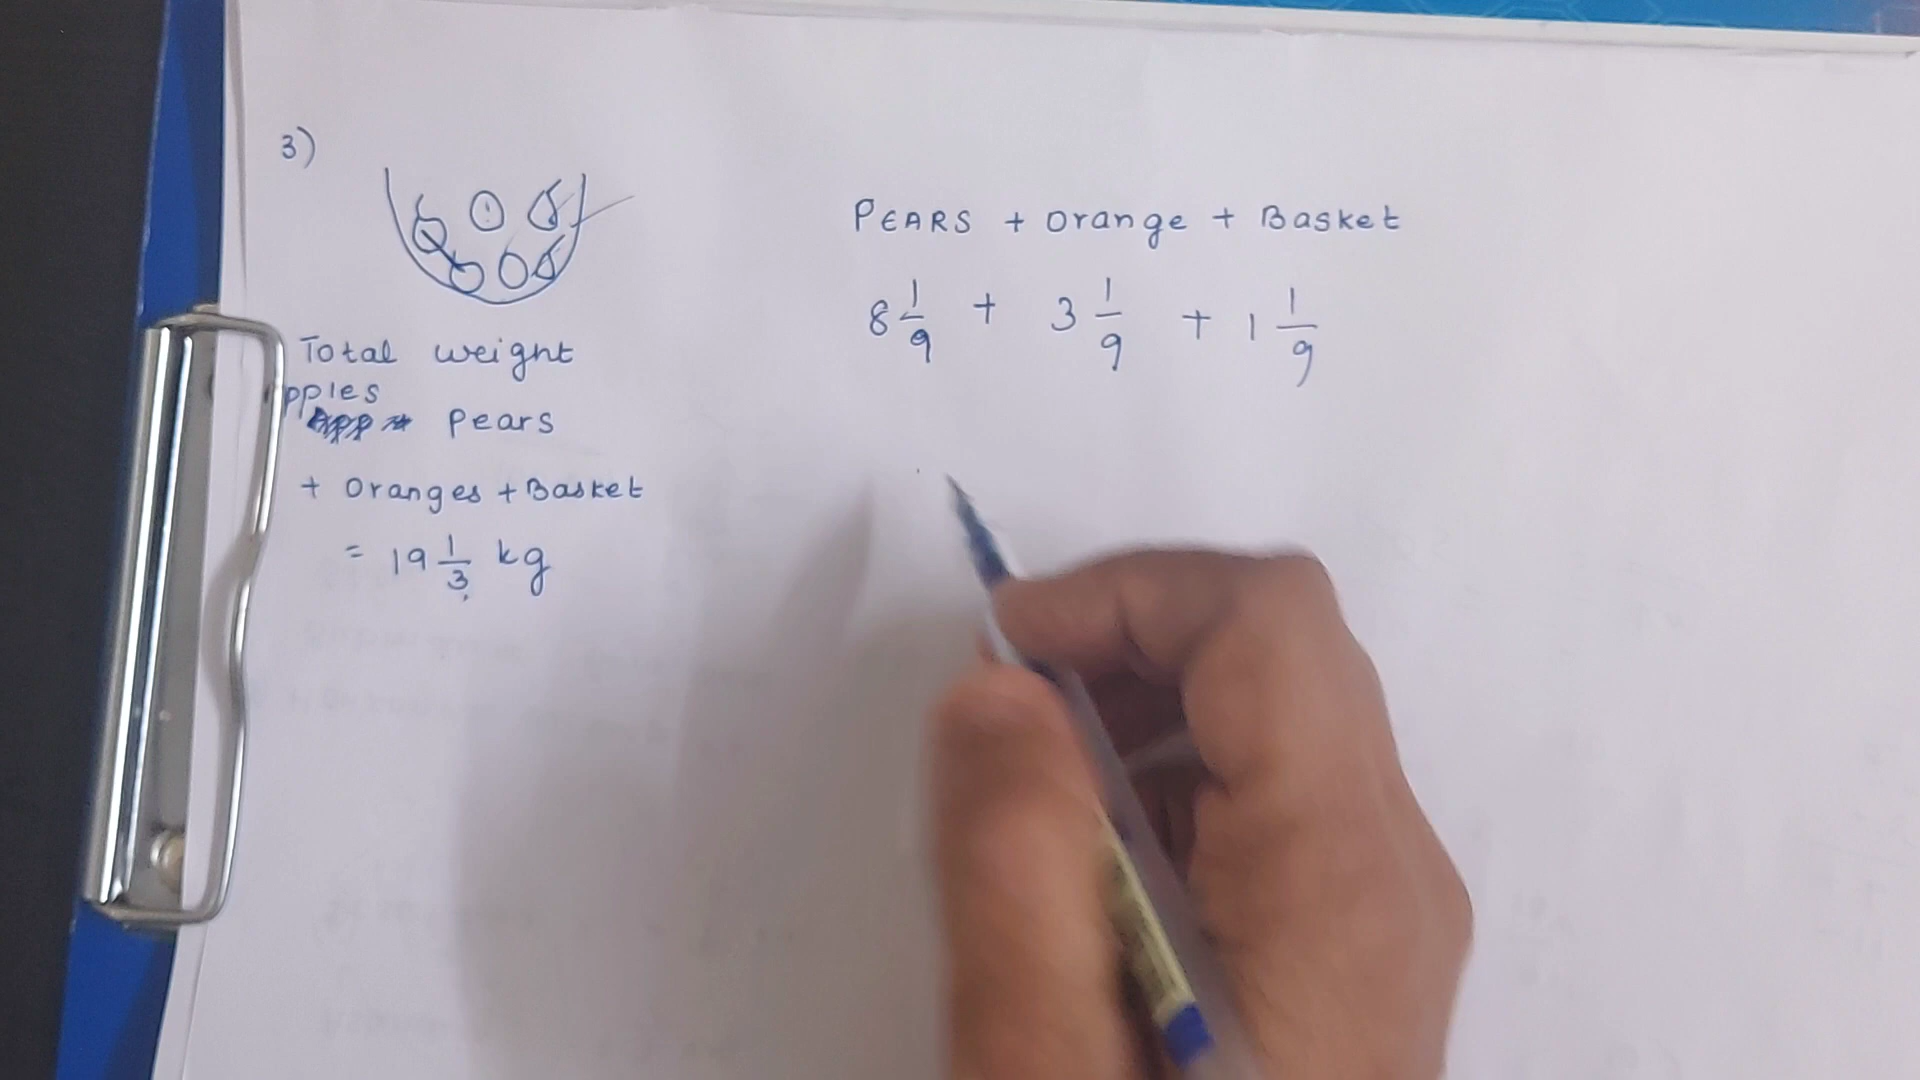 3)
Total weight
pples
Pears
+ Oranges + Basket
= 19 1/3 kg
PEARS + Orange + Basket
8 1/9 + 3 1/9 + 1 1/9